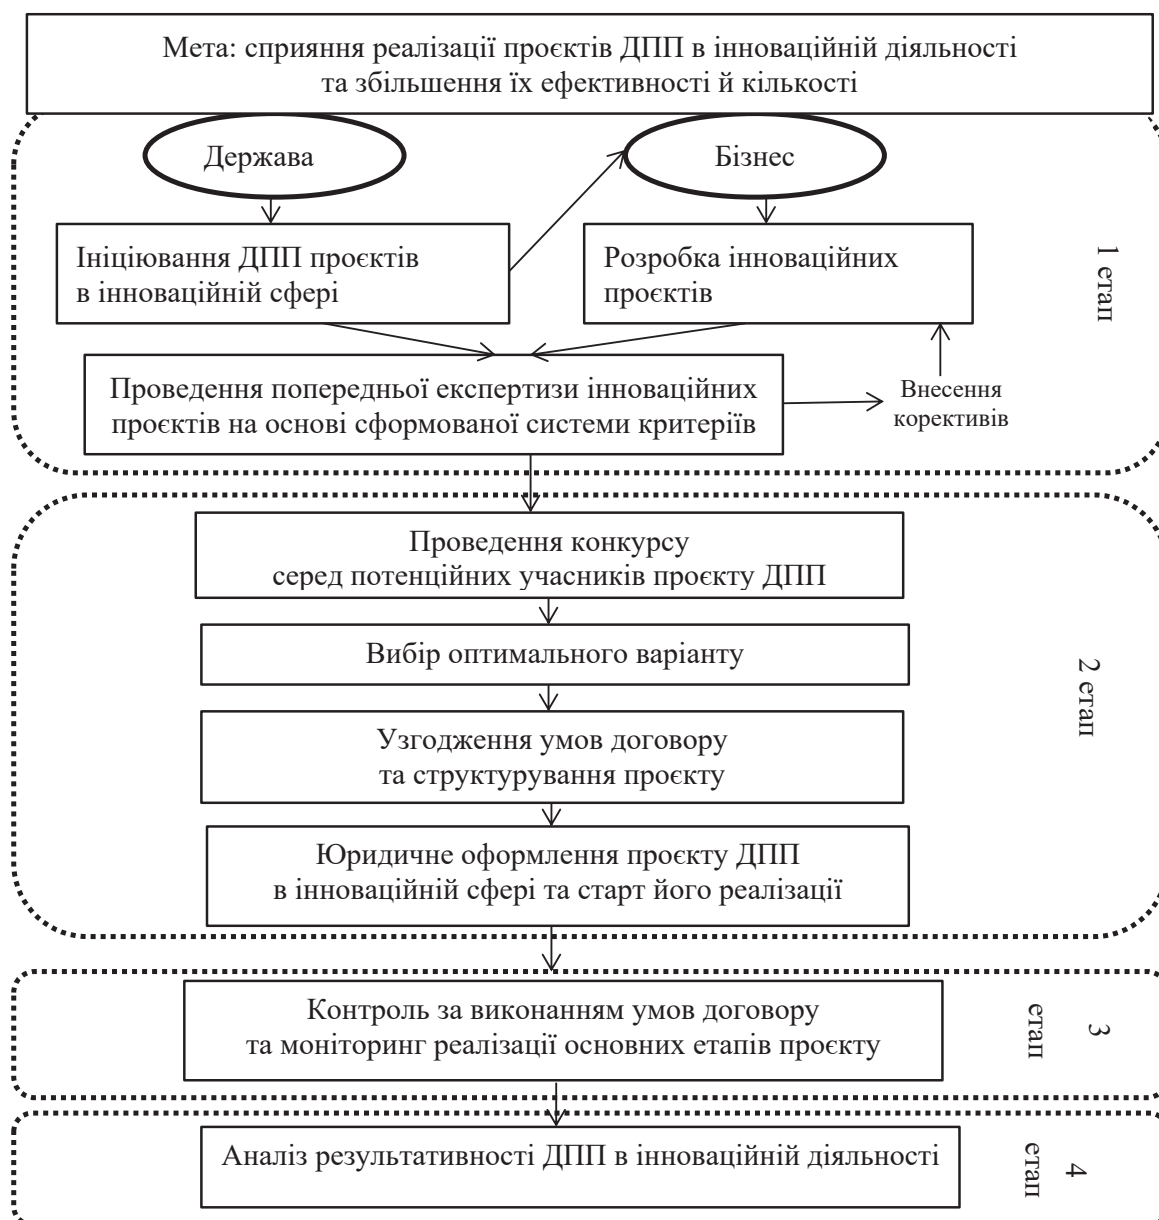 Мета: сприяння реалізації проєктів ДПП в інноваційній діяльності
та збільшення їх ефективності й кількості
Держава
Бізнес
Ініціювання ДПП проєктів
в інноваційній сфері
Розробка інноваційних
проєктів
1 етап
Проведення попередньої експертизи інноваційних
проєктів на основі сформованої системи критеріїв
Внесення
корективів
Проведення конкурсу
серед потенційних учасників проєкту ДПП
Вибір оптимального варіанту
2 етап
Узгодження умов договору
та структурування проєкту
Юридичне оформлення проєкту ДПП
в інноваційній сфері та старт його реалізації
Контроль за виконанням умов договору
та моніторинг реалізації основних етапів проєкту
3
етап
Аналіз результативності ДПП в інноваційній діяльності
4
етап